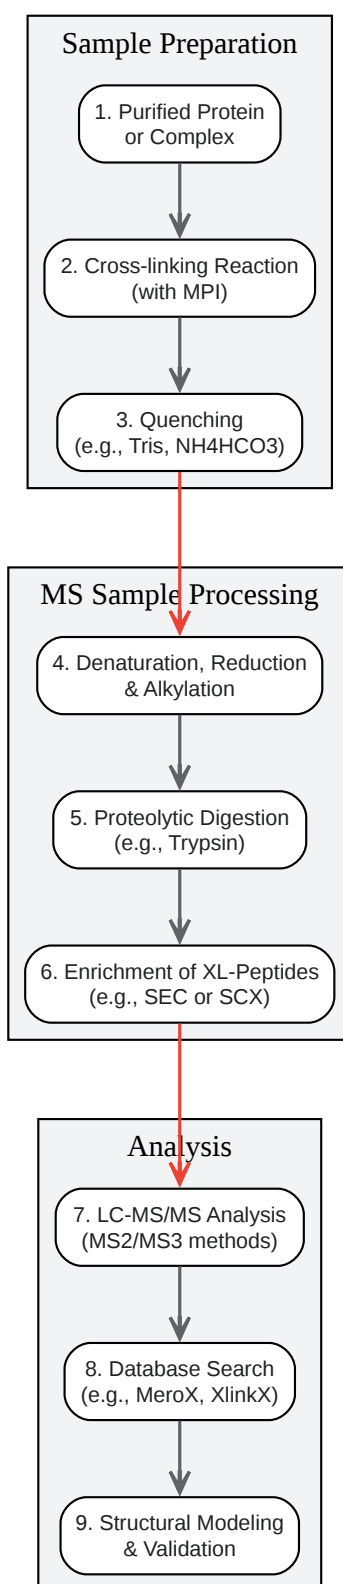 Sample Preparation
1. Purified Protein
or Complex
2. Cross-linking Reaction
(with MPI)
3. Quenching
(e.g., Tris, NH4HCO3)
MS Sample Processing
4. Denaturation, Reduction
& Alkylation
5. Proteolytic Digestion
(e.g., Trypsin)
6. Enrichment of XL-Peptides
(e.g., SEC or SCX)
Analysis
7. LC-MS/MS Analysis
(MS2/MS3 methods)
8. Database Search
(e.g., MeroX, XlinkX)
9. Structural Modeling
& Validation